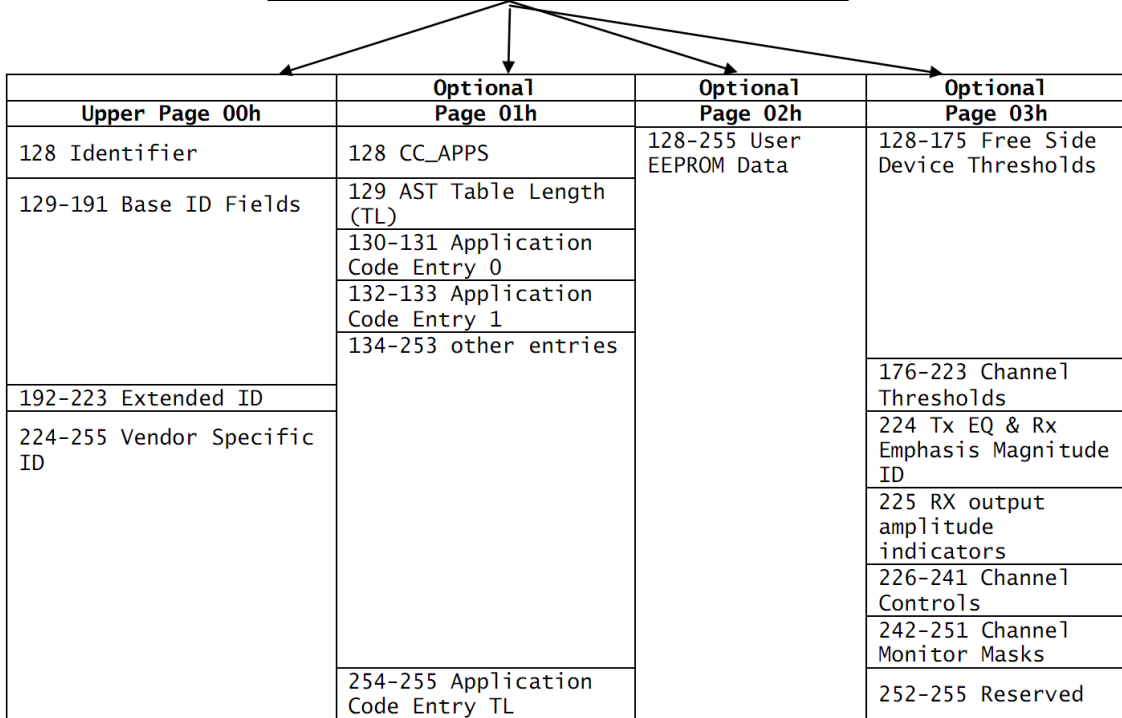 Optional
Optional
Optional
Upper Page 00h
Page 01h
Page 02h
Page 03h
128 Identifier
129-191 Base ID Fields
192-223 Extended ID
224-255 Vendor Specific
ID
128 CC_APPS
129 AST Table Length
(TL)
130-131 Application
Code Entry 0
132-133 Application
Code Entry 1
134-253 other entries
254-255 Application
Code Entry TL
128-255 User
EEPROM Data
128-175 Free Side
Device Thresholds
176-223 Channel
Thresholds
224 Tx EQ & Rx
Emphasis Magnitude
ID
225 RX output
amplitude
indicators
226-241 Channel
Controls
242-251 Channel
Monitor Masks
252-255 Reserved